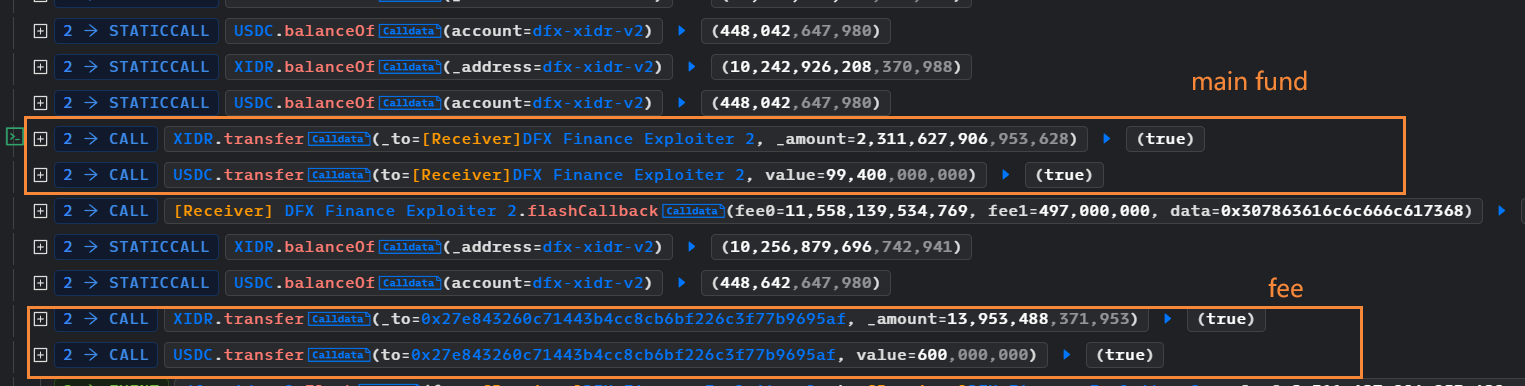 2 → STATICCALL USDC.balanceOf Calldata (account=dfx-xidr-v2) ▶ (448,042,647,980)
2 → STATICCALL XIDR.balanceOf Calldata (_address=dfx-xidr-v2) ▶ (10,242,926,208,370,988)
main fund
2 → STATICCALL USDC.balanceOf Calldata (account=dfx-xidr-v2) ▶ (448,042,647,980)
2 → CALL XIDR.transfer Calldata (_to=[Receiver]DFX Finance Exploiter 2, _amount=2,311,627,906,953,628) ▶ (true)
2 → CALL USDC.transfer Calldata (to=[Receiver]DFX Finance Exploiter 2, value=99,400,000,000) ▶ (true)
2 → CALL [Receiver] DFX Finance Exploiter 2.flashCallback Calldata (fee0=11,558,139,534,769, fee1=497,000,000, data=0x307863616c6c666c617368) ▶
2 → STATICCALL XIDR.balanceOf Calldata (_address=dfx-xidr-v2) ▶ (10,256,879,696,742,941)
2 → STATICCALL USDC.balanceOf Calldata (account=dfx-xidr-v2) ▶ (448,642,647,980)
fee
2 → CALL XIDR.transfer Calldata (_to=0x27e843260c71443b4cc8cb6bf226c3f77b9695af, _amount=13,953,488,371,953) ▶ (true)
2 → CALL USDC.transfer Calldata (to=0x27e843260c71443b4cc8cb6bf226c3f77b9695af, value=600,000,000) ▶ (true)